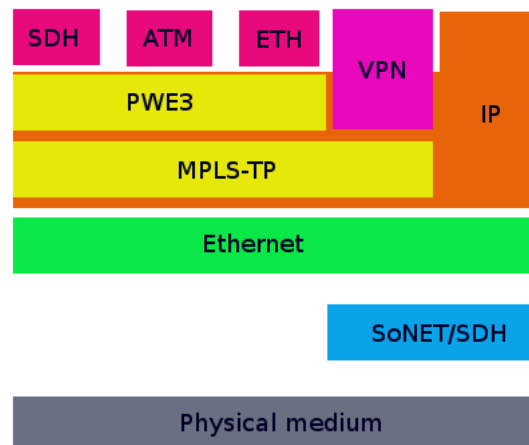 SDH
ATM
ETH
VPN
IP
PWE3
MPLS-TP
Ethernet
SoNET/SDH
Physical medium